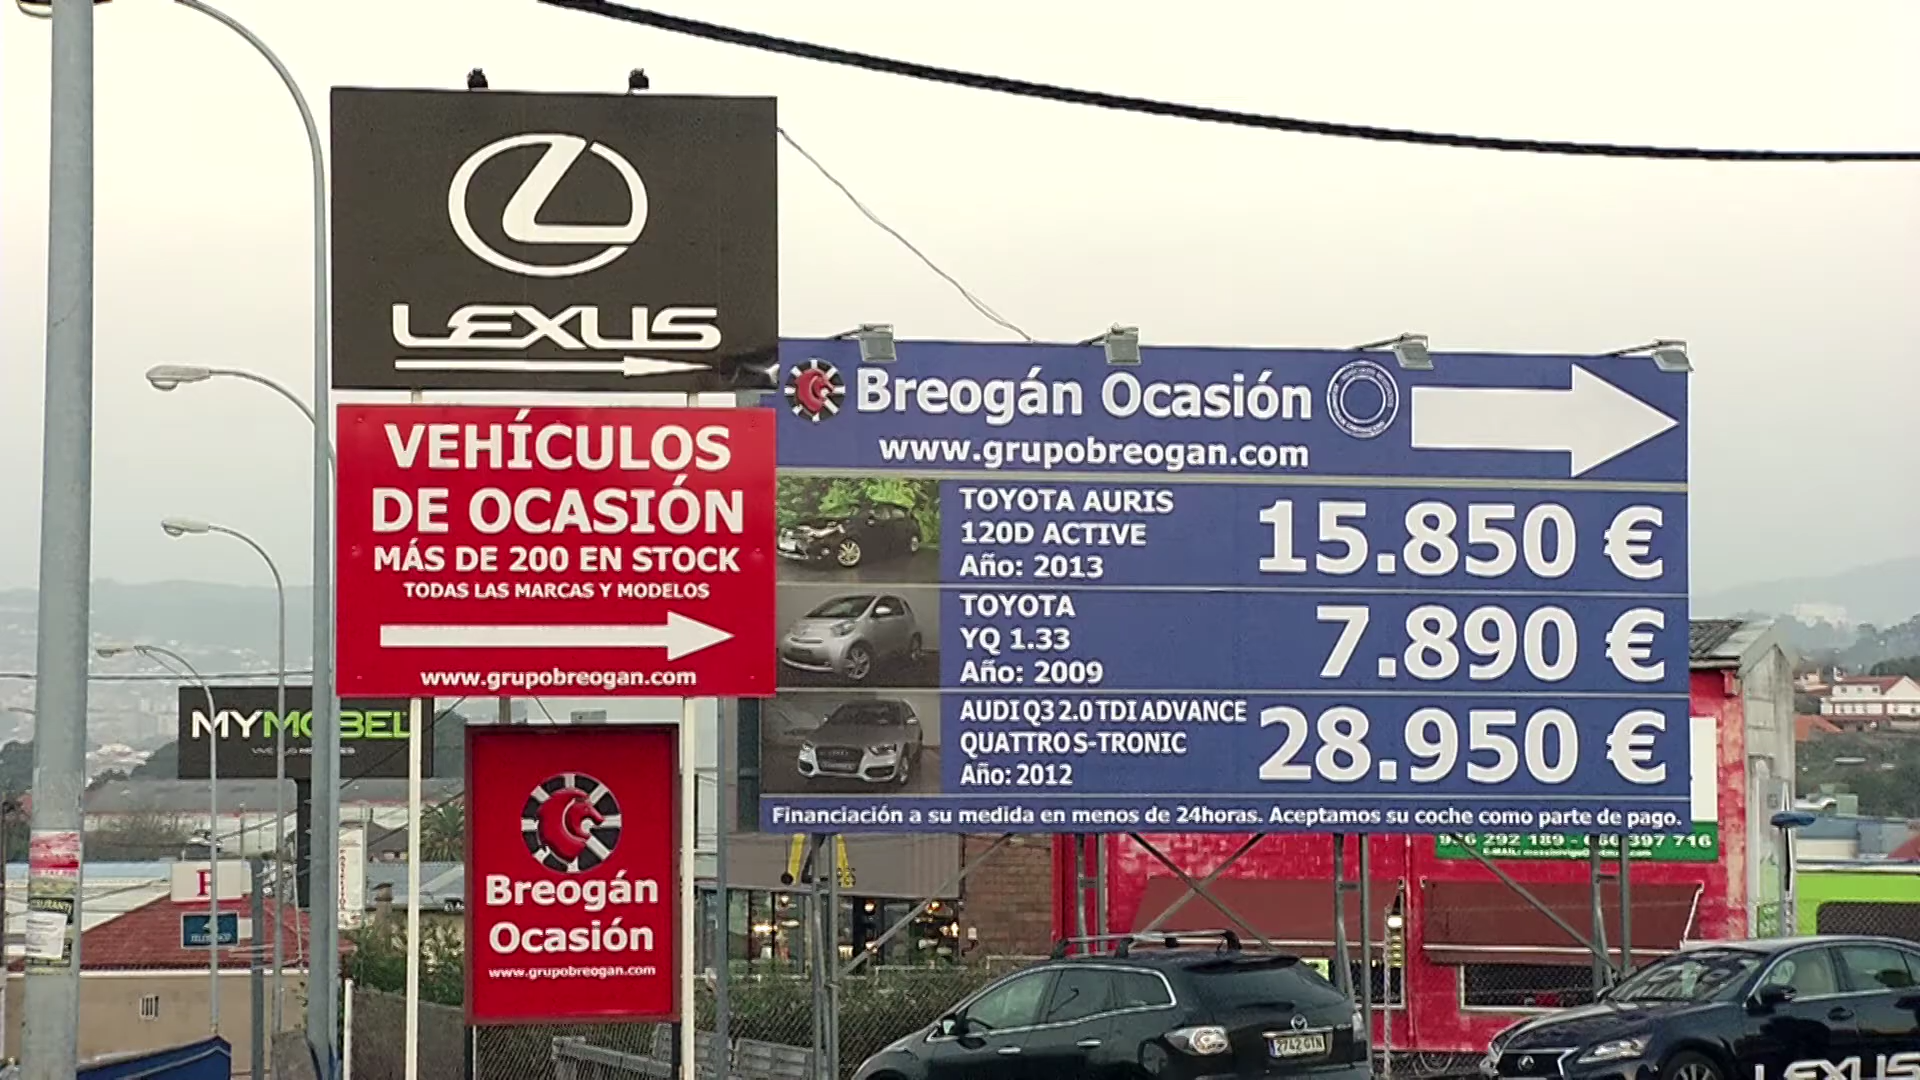 LEXUS
VEHÍCULOS
DE OCASIÓN
MÁS DE 200 EN STOCK
TODAS LAS MARCAS Y MODELOS
www.grupobreogan.com
Breogán Ocasión
www.grupobreogan.com
TOYOTA AURIS
120D ACTIVE
Año: 2013
15.850 €
TOYOTA
YQ 1.33
Año: 2009
7.890 €
AUDI Q3 2.0 TDI ADVANCE
QUATTRO S-TRONIC
Año: 2012
28.950 €
Financiación a su medida en menos de 24horas. Aceptamos su coche como parte de pago.
MYMOBEL
Breogán
Ocasión
www.grupobreogan.com
2742 GTN
LEXUS